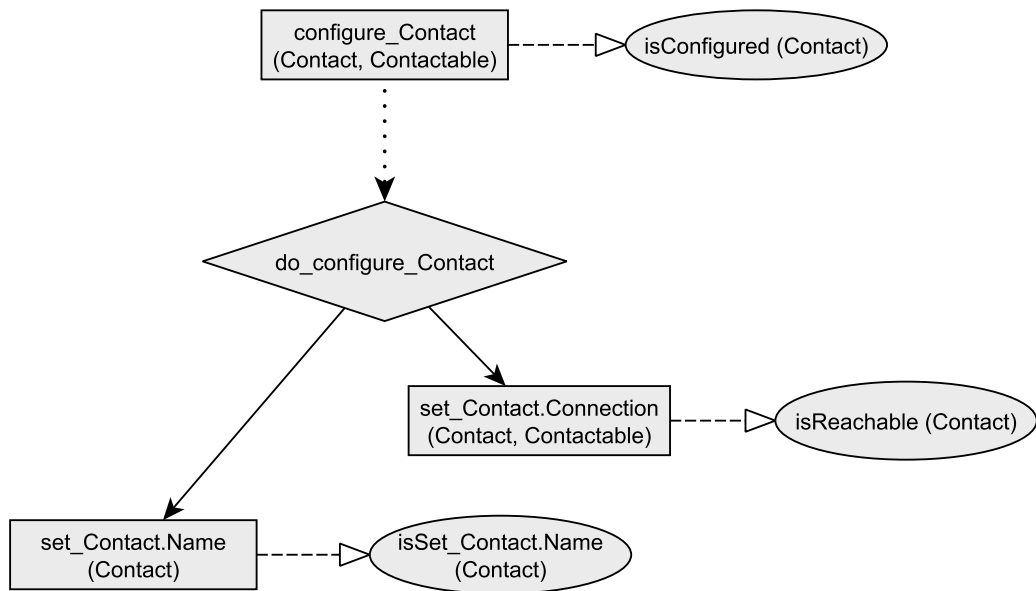 configure_Contact
(Contact, Contactable)
isConfigured (Contact)
do_configure_Contact
set_Contact.Connection
(Contact, Contactable)
isReachable (Contact)
set_Contact.Name
(Contact)
isSet_Contact.Name
(Contact)